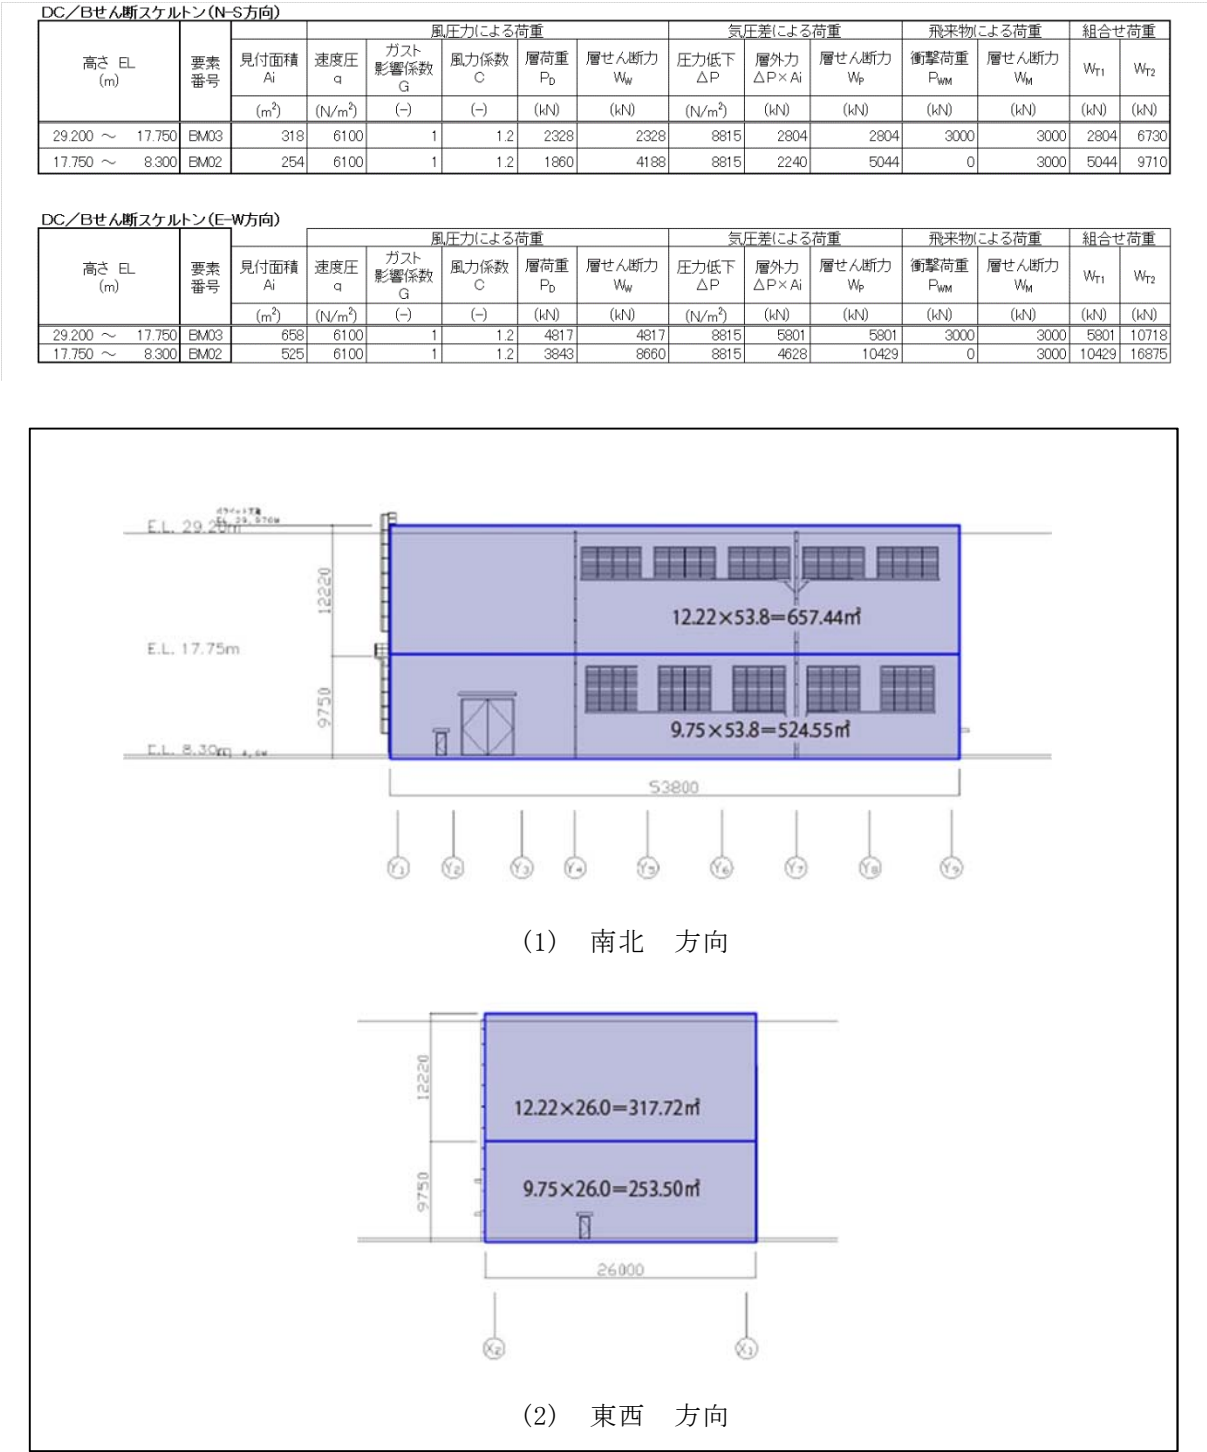 DC/Bせん断スケルトン(N-S方向)
風圧力による荷重 気圧差による荷重 飛来物による荷重 組合せ荷重
高さ EL (m) 要素番号 見付面積 Ai 速度圧 q ガスト影響係数 G 風力係数 C 層荷重 PD 層せん断力 WW 圧力低下 △P 層外力 △P×Ai 層せん断力 WP 衝撃荷重 PWM 層せん断力 WM WT1 WT2
(m²) (N/m²) (-) (-) (kN) (kN) (N/m²) (kN) (kN) (kN) (kN) (kN) (kN)
29.200 ～ 17.750 BM03 318 6100 1 1.2 2328 2328 8815 2804 2804 3000 3000 2804 6730
17.750 ～ 8.300 BM02 254 6100 1 1.2 1860 4188 8815 2240 5044 0 3000 5044 9710
DC/Bせん断スケルトン(E-W方向)
風圧力による荷重 気圧差による荷重 飛来物による荷重 組合せ荷重
高さ EL (m) 要素番号 見付面積 Ai 速度圧 q ガスト影響係数 G 風力係数 C 層荷重 PD 層せん断力 WW 圧力低下 △P 層外力 △P×Ai 層せん断力 WP 衝撃荷重 PWM 層せん断力 WM WT1 WT2
(m²) (N/m²) (-) (-) (kN) (kN) (N/m²) (kN) (kN) (kN) (kN) (kN) (kN)
29.200 ～ 17.750 BM03 658 6100 1 1.2 4817 4817 8815 5801 5801 3000 3000 5801 10718
17.750 ～ 8.300 BM02 525 6100 1 1.2 3843 8660 8815 4628 10429 0 3000 10429 16875
E.L. 29.20m
12220
12.22×53.8＝657.44㎡
E.L. 17.75m
9750
9.75×53.8＝524.55㎡
E.L. 8.30m
53800
Y1 Y2 Y3 Y4 Y5 Y6 Y7 Y8 Y9
(1) 南北 方向
12220
12.22×26.0＝317.72㎡
9750
9.75×26.0＝253.50㎡
26000
X2 X1
(2) 東西 方向